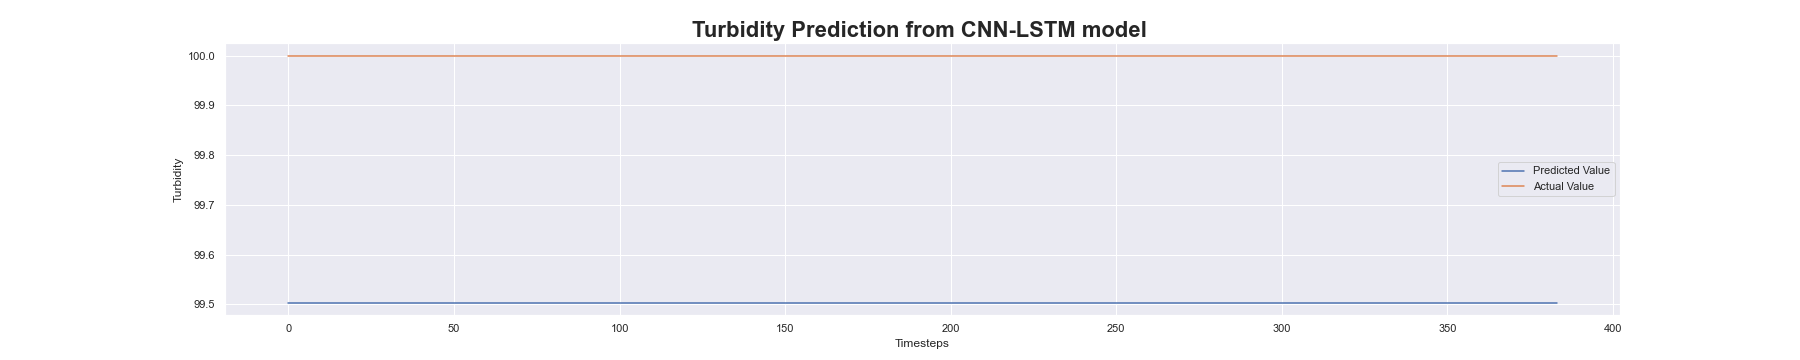 Turbidity Prediction from CNN-LSTM model
100.0
99.9
99.8
99.7
99.6
99.5
Turbidity
Predicted Value
Actual Value
0 50 100 150 200 250 300 350 400
Timesteps